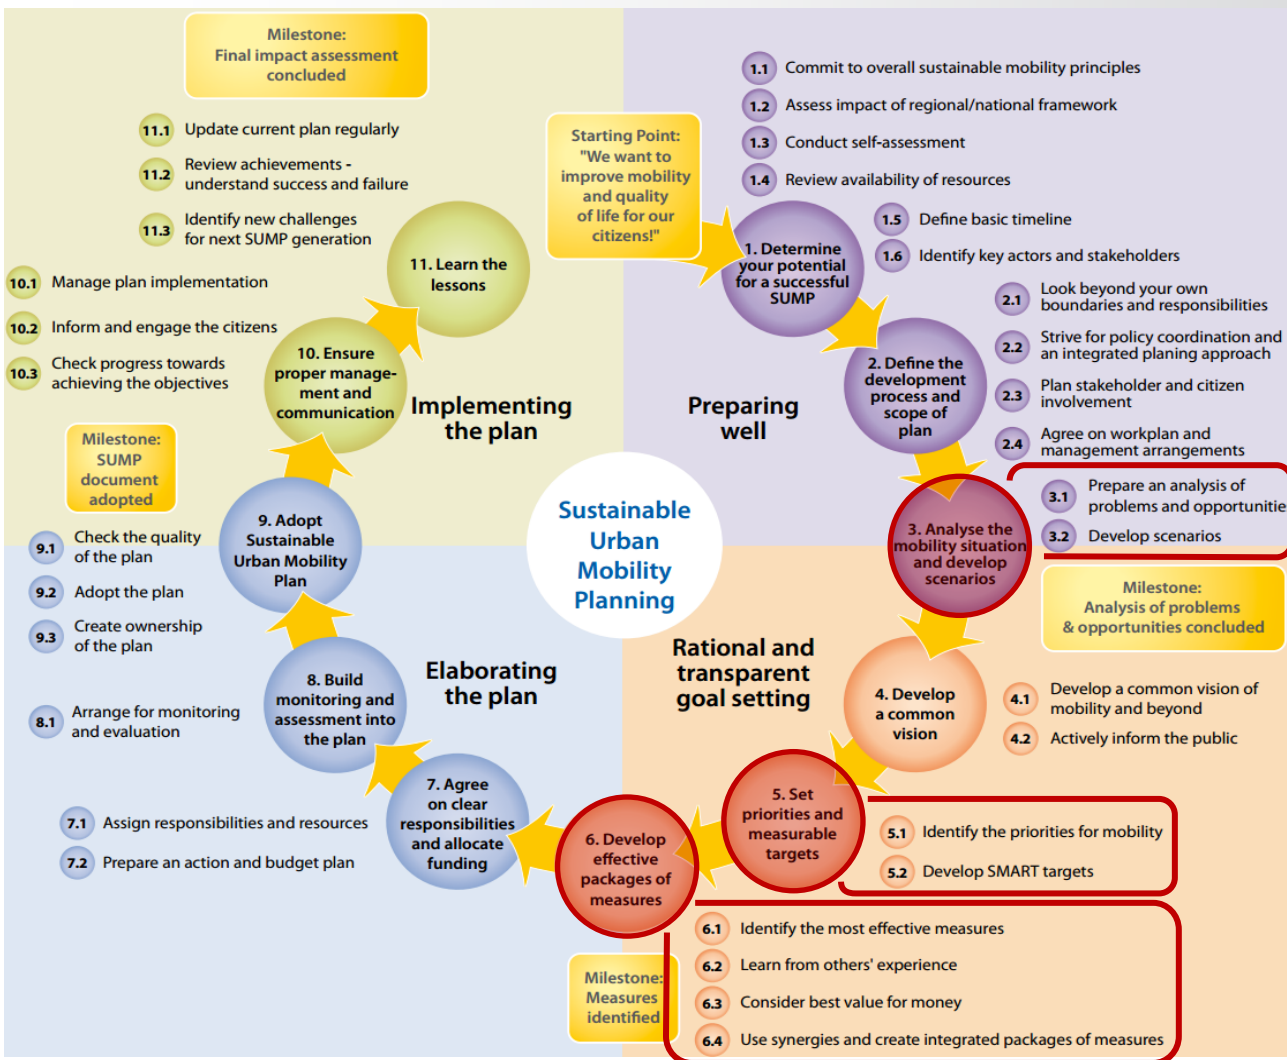 Milestone:
Final impact assessment
concluded
11.1 Update current plan regularly
11.2 Review achievements -
understand success and failure
11.3 Identify new challenges
for next SUMP generation
11. Learn the
lessons
10.1 Manage plan implementation
10.2 Inform and engage the citizens
10.3 Check progress towards
achieving the objectives
10. Ensure
proper manage-
ment and
communication
Implementing
the plan
Starting Point:
"We want to
improve mobility
and quality
of life for our
citizens!"
1.1 Commit to overall sustainable mobility principles
1.2 Assess impact of regional/national framework
1.3 Conduct self-assessment
1.4 Review availability of resources
1.5 Define basic timeline
1.6 Identify key actors and stakeholders
1. Determine
your potential
for a successful
SUMP
2.1 Look beyond your own
boundaries and responsibilities
2.2 Strive for policy coordination and
an integrated planing approach
2.3 Plan stakeholder and citizen
involvement
2.4 Agree on workplan and
management arrangements
2. Define the
development
process and
scope of
plan
Preparing
well
3.1 Prepare an analysis of
problems and opportunitie
3.2 Develop scenarios
3. Analyse the
mobility situation
and develop
scenarios
Milestone:
Analysis of problems
& opportunities concluded
Sustainable
Urban
Mobility
Planning
Rational and
transparent
goal setting
4. Develop
a common
vision
4.1 Develop a common vision of
mobility and beyond
4.2 Actively inform the public
5. Set
priorities and
measurable
targets
5.1 Identify the priorities for mobility
5.2 Develop SMART targets
6. Develop
effective
packages of
measures
6.1 Identify the most effective measures
6.2 Learn from others' experience
6.3 Consider best value for money
6.4 Use synergies and create integrated packages of measures
Milestone:
Measures
identified
Milestone:
SUMP
document
adopted
9. Adopt
Sustainable
Urban Mobility
Plan
9.1 Check the quality
of the plan
9.2 Adopt the plan
9.3 Create ownership
of the plan
Elaborating
the plan
8. Build
monitoring and
assessment into
the plan
8.1 Arrange for monitoring
and evaluation
7. Agree
on clear
responsibilities
and allocate
funding
7.1 Assign responsibilities and resources
7.2 Prepare an action and budget plan